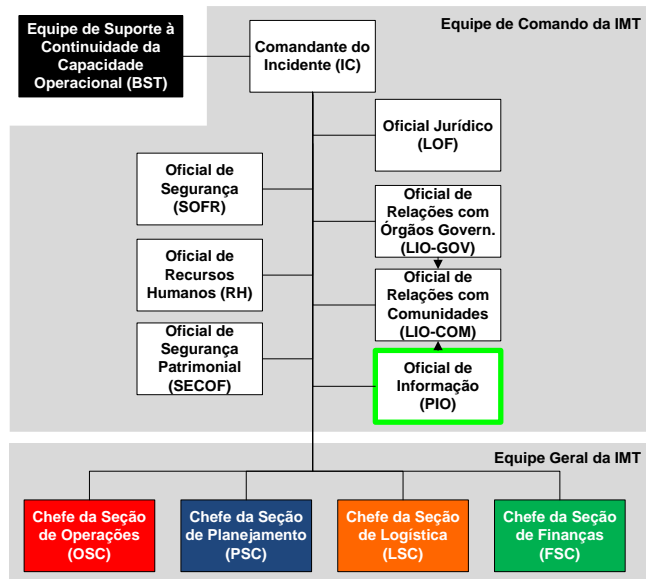 Equipe de Suporte à
Continuidade da
Capacidade
Operacional (BST)
Equipe de Comando da IMT
Comandante do
Incidente (IC)
Oficial Jurídico
(LOF)
Oficial de
Segurança
(SOFR)
Oficial de
Relações com
Órgãos Govern.
(LIO-GOV)
Oficial de
Recursos
Humanos (RH)
Oficial de
Relações com
Comunidades
(LIO-COM)
Oficial de
Segurança
Patrimonial
(SECOF)
Oficial de
Informação
(PIO)
Equipe Geral da IMT
Chefe da Seção
de Operações
(OSC)
Chefe da Seção
de Planejamento
(PSC)
Chefe da Seção
de Logística
(LSC)
Chefe da Seção
de Finanças
(FSC)